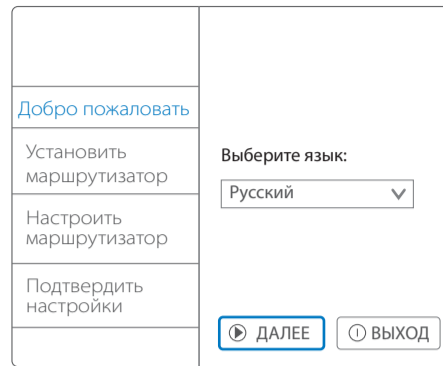 Добро пожаловать
Установить
маршрутизатор
Настроить
маршрутизатор
Подтвердить
настройки
Выберите язык:
Русский
ДАЛЕЕ
ВЫХОД